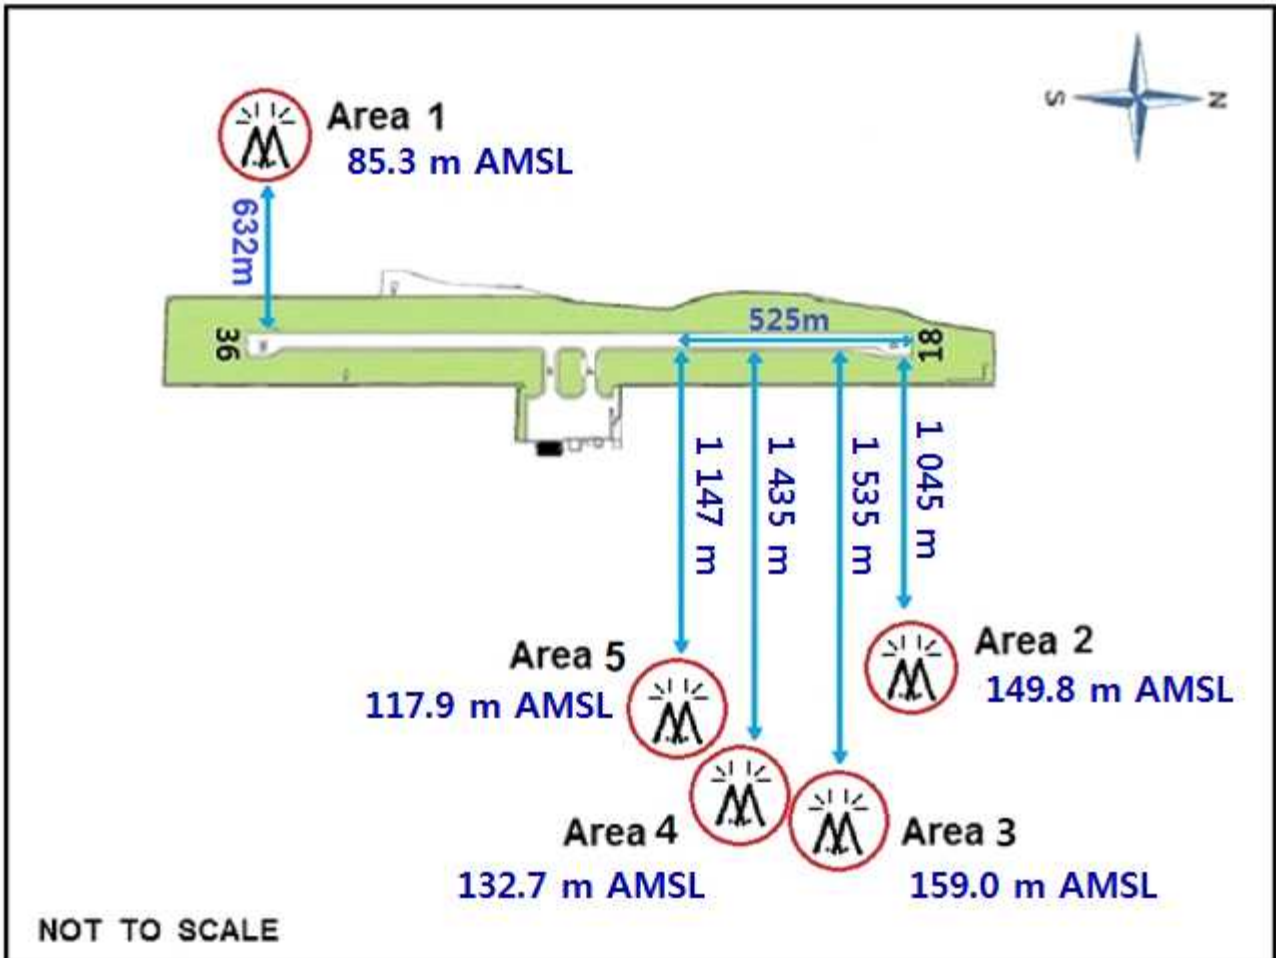 S
N
Area 1
85.3 m AMSL
632m
525m
36
18
1 147 m
1 435 m
1 535 m
1 045 m
Area 5
117.9 m AMSL
Area 2
149.8 m AMSL
Area 4
132.7 m AMSL
Area 3
159.0 m AMSL
NOT TO SCALE